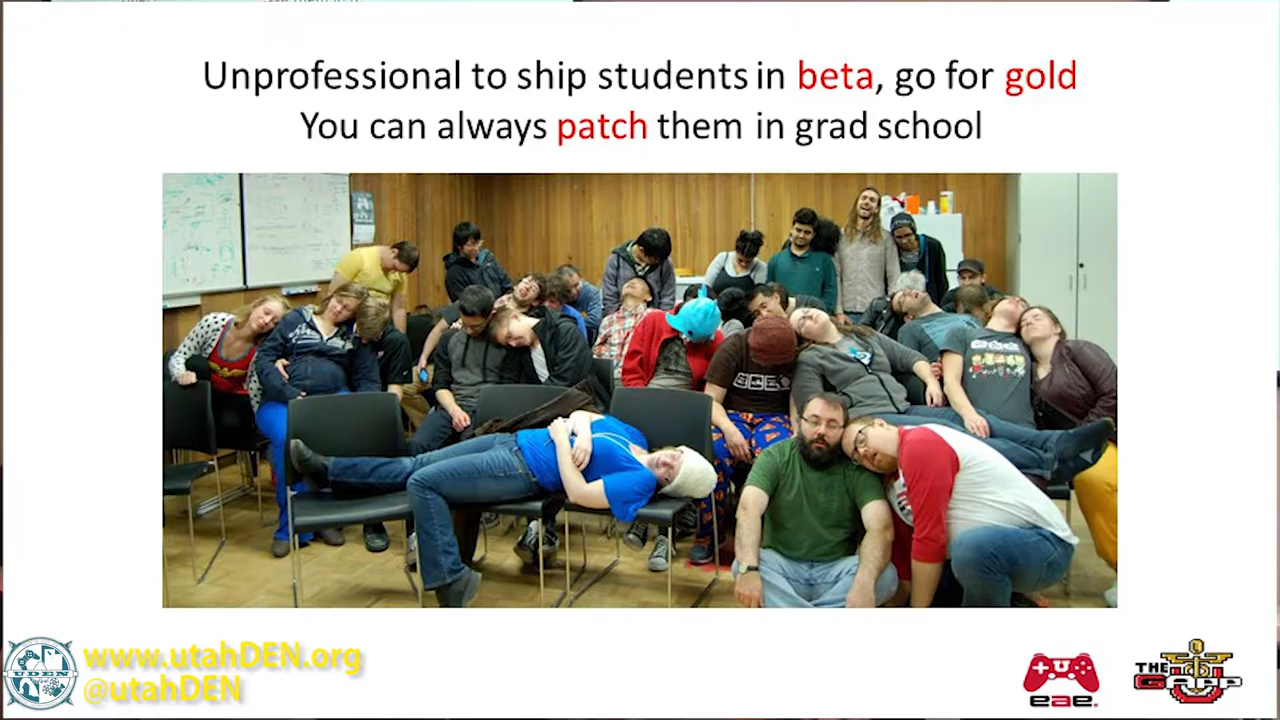 Unprofessional to ship students in beta, go for gold
You can always patch them in grad school
www.utahDEN.org
@utahDEN
UDEN
U
eae.
THE
GAPP